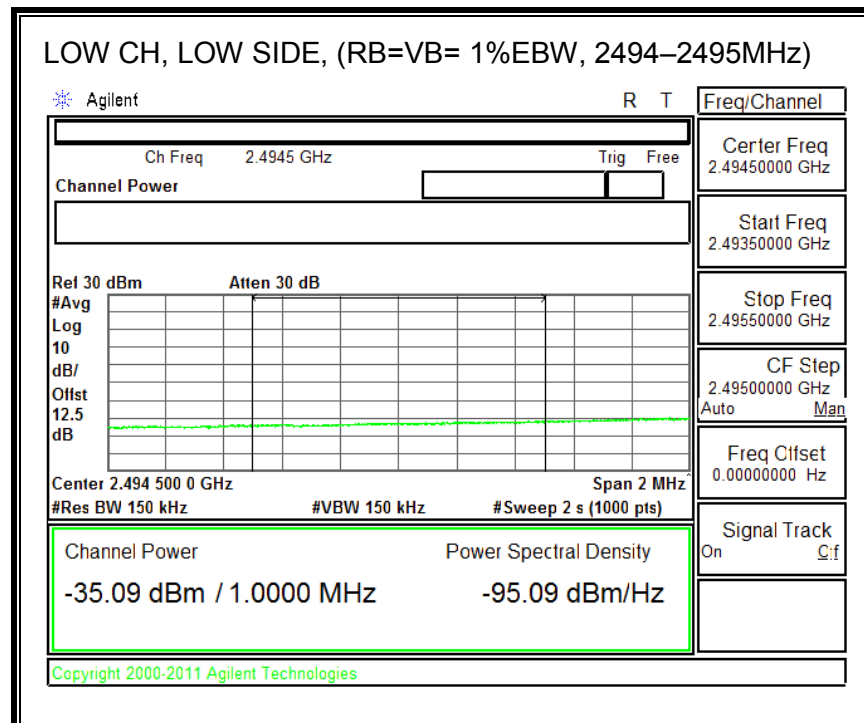 LOW CH, LOW SIDE, (RB=VB= 1%EBW, 2494–2495MHz)
Agilent R T
Freq/Channel
Ch Freq 2.4945 GHz Trig Free
Channel Power
Center Freq
2.49450000 GHz
Start Freq
2.49350000 GHz
Stop Freq
2.49550000 GHz
CF Step
2.49500000 GHz
Auto Man
Freq Offset
0.00000000 Hz
Signal Track
On Off
Ref 30 dBm Atten 30 dB
#Avg
Log
10
dB/
Offst
12.5
dB
Center 2.494 500 0 GHz Span 2 MHz
#Res BW 150 kHz #VBW 150 kHz #Sweep 2 s (1000 pts)
Channel Power Power Spectral Density
-35.09 dBm / 1.0000 MHz -95.09 dBm/Hz
Copyright 2000-2011 Agilent Technologies